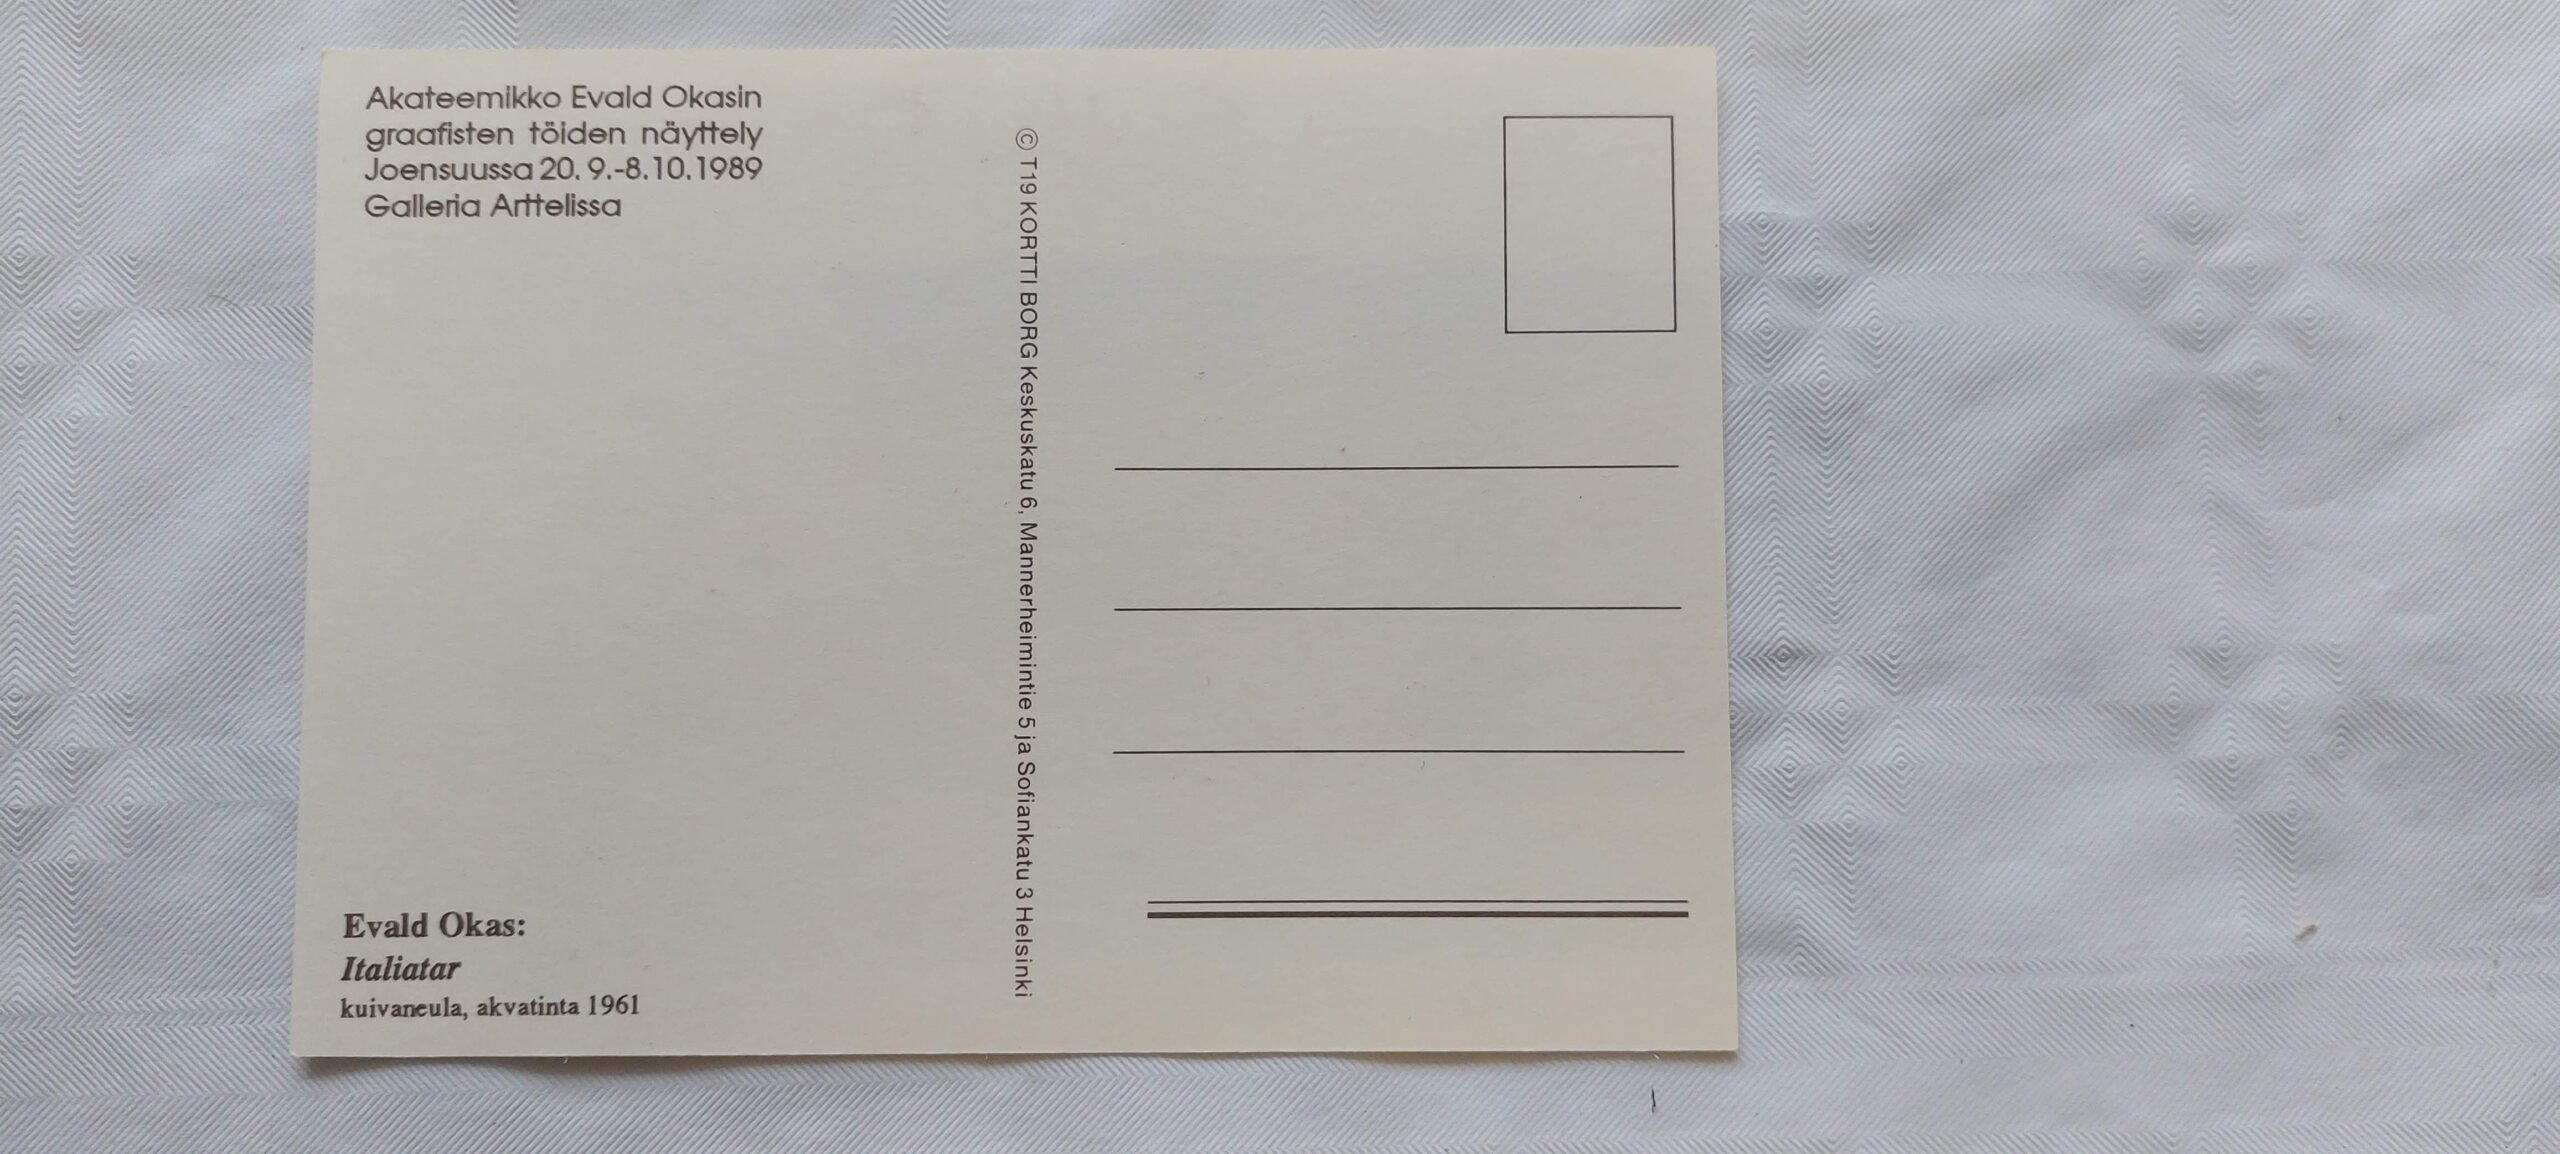 Akateemikko Evald Okasin
graafisten töiden näyttely
Joensuussa 20. 9.-8.10.1989
Galleria Arttelissa
© T19 KORTTI BORG Keskuskatu 6, Mannerheimintie 5 ja Sofiankatu 3 Helsinki
Evald Okas:
Italiatar
kuivaneula, akvatinta 1961